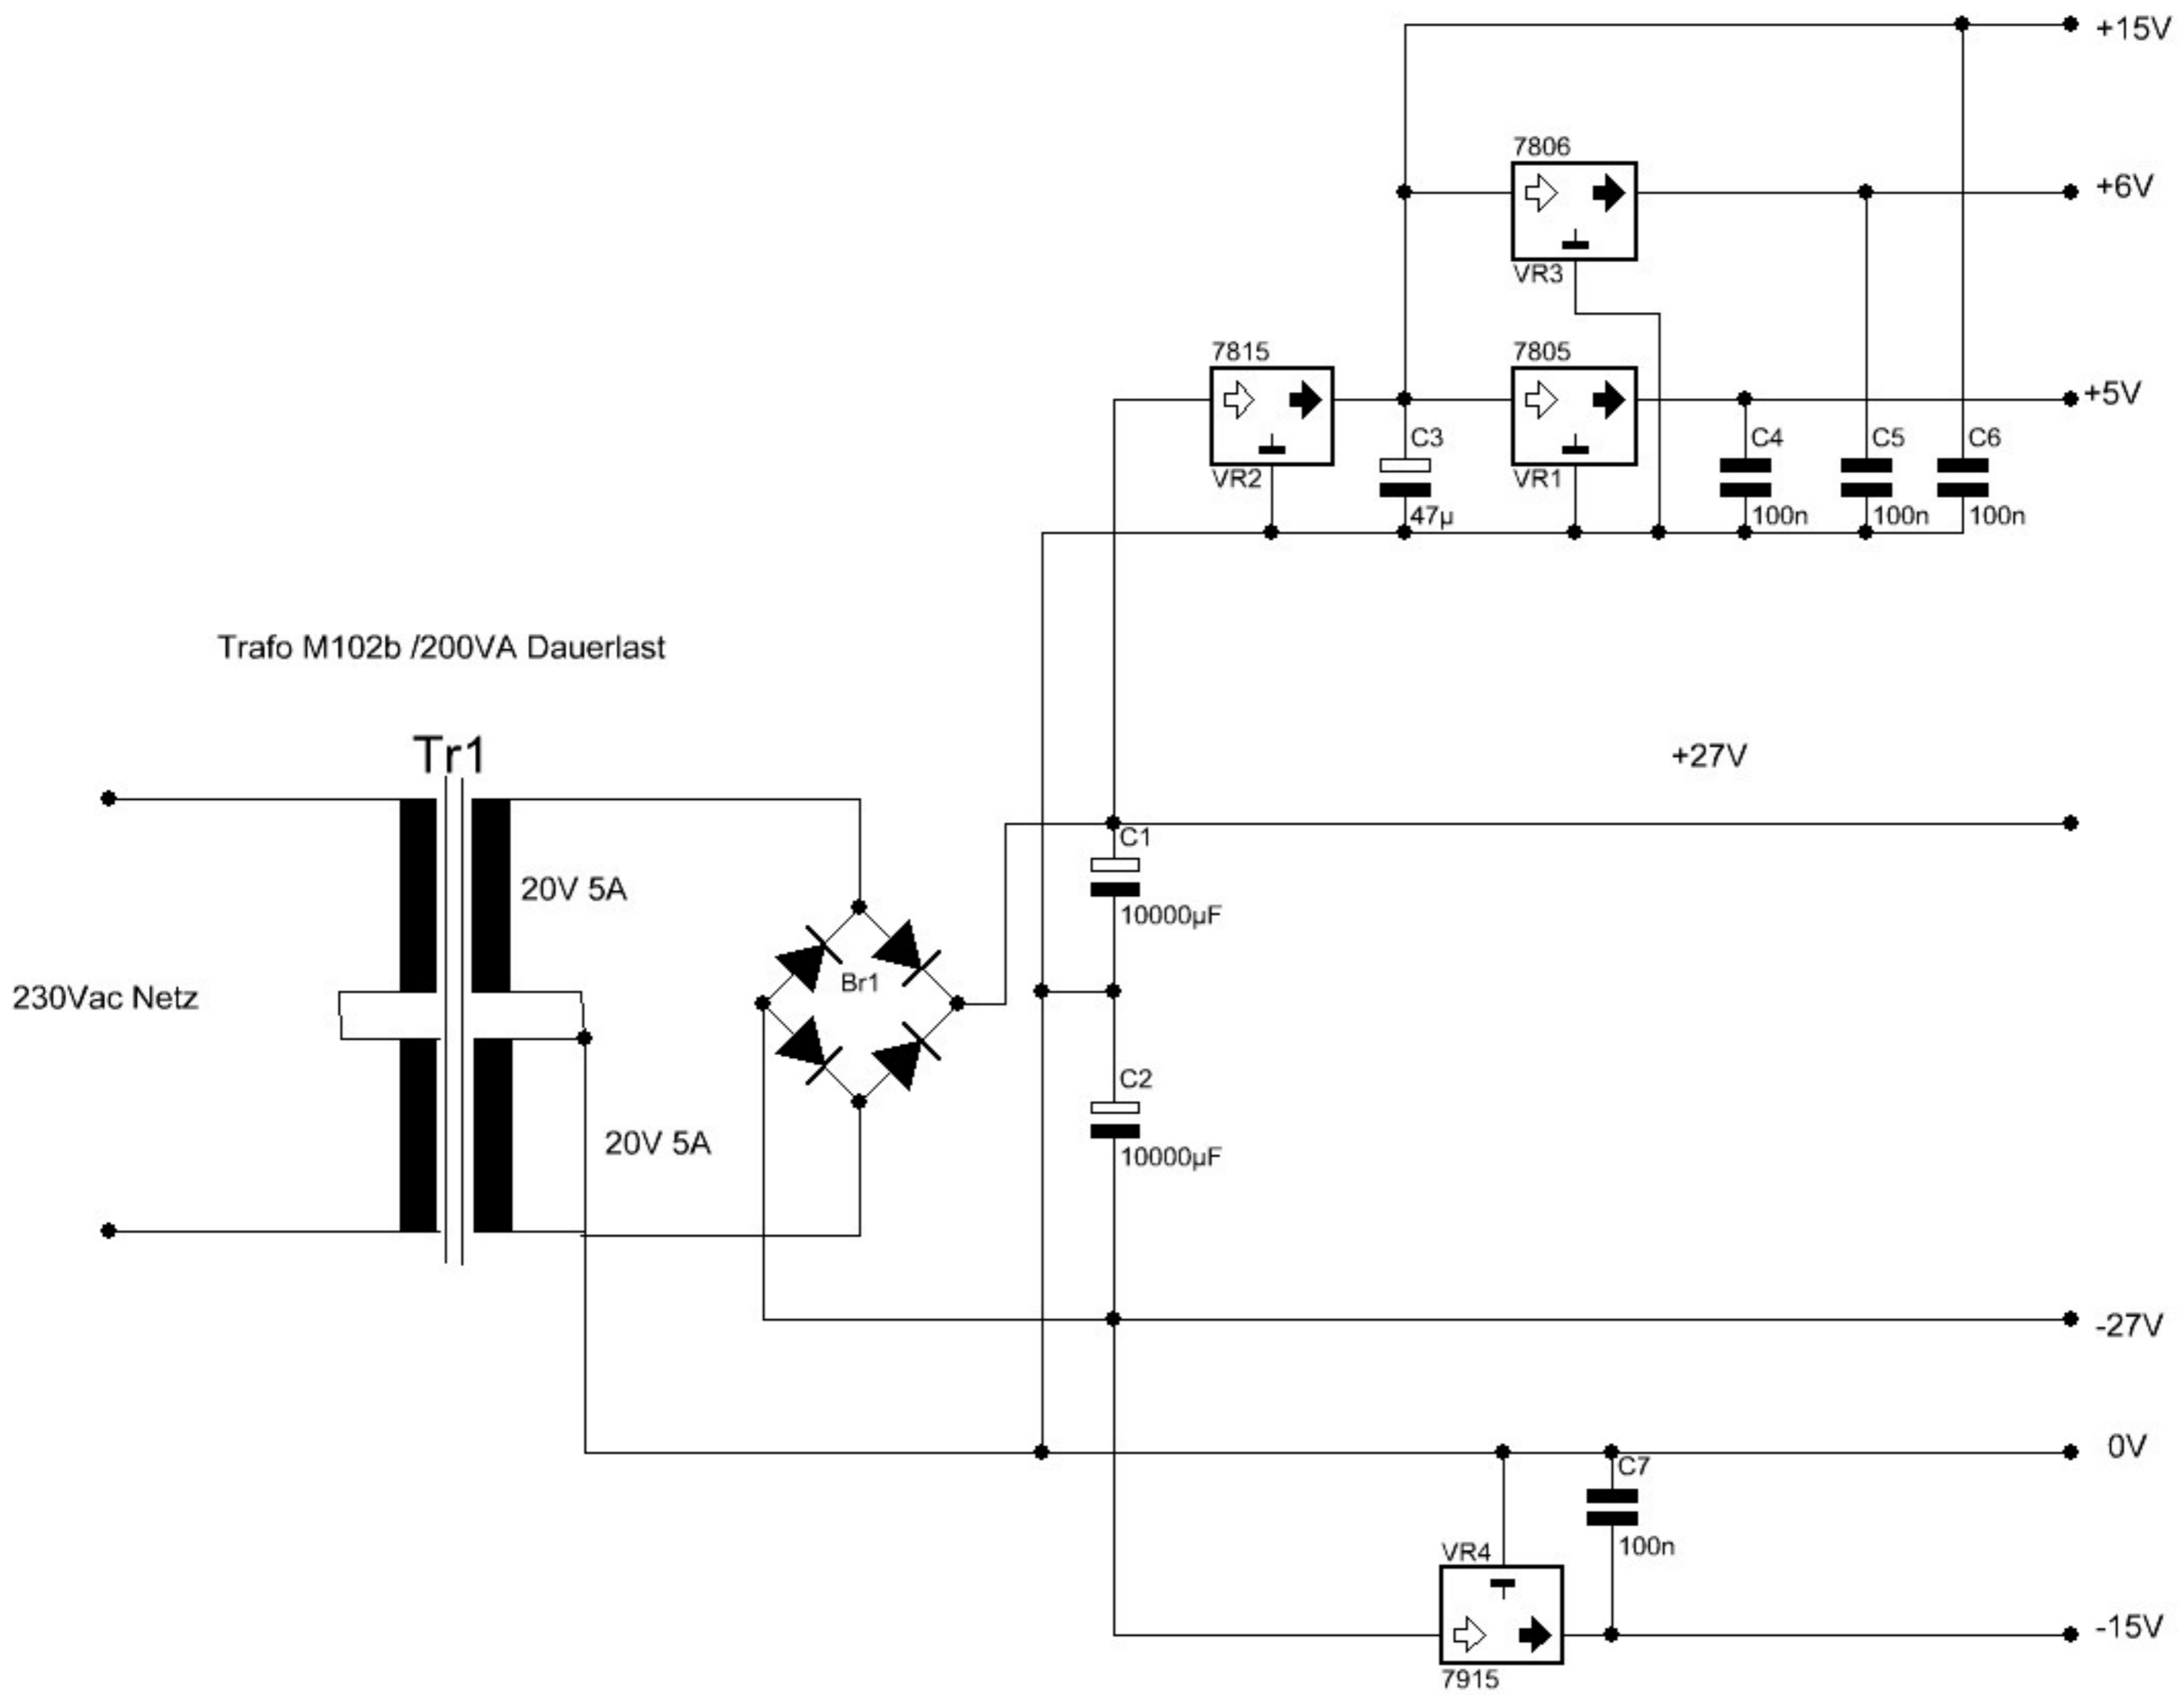 +15V
7806
+6V
VR3
7815
7805
+5V
C3
C4
C5
C6
VR2
VR1
47µ
100n
100n
100n
Trafo M102b /200VA Dauerlast
Tr1
+27V
C1
20V 5A
10000µF
Br1
230Vac Netz
C2
20V 5A
10000µF
-27V
0V
C7
100n
VR4
-15V
7915